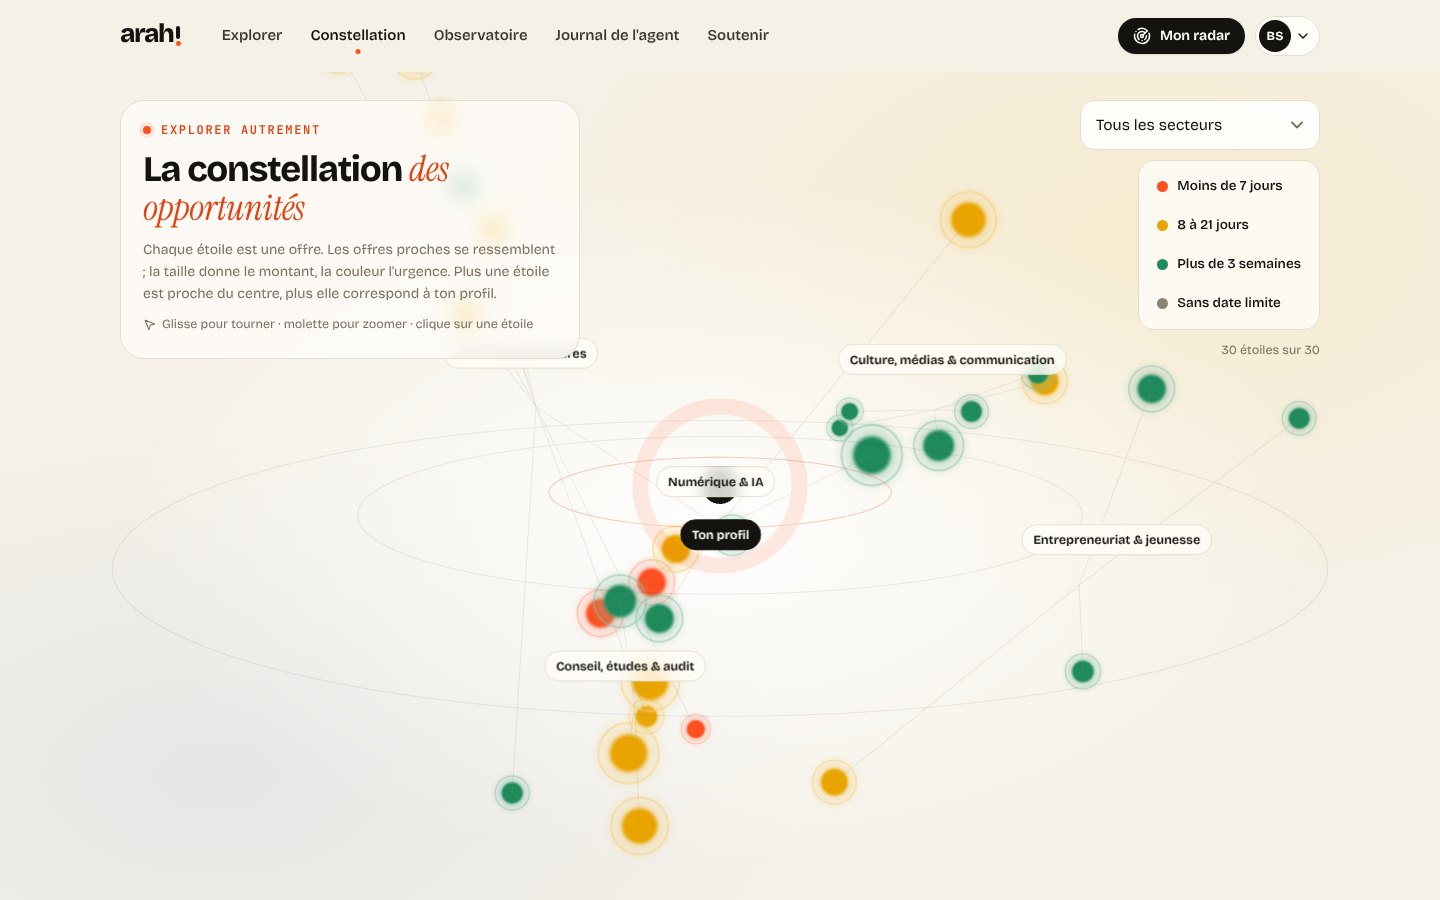 arah!
Explorer
Constellation
Observatoire
Journal de l'agent
Soutenir
Mon radar
BS
EXPLORER AUTREMENT
La constellation des
opportunités
Chaque étoile est une offre. Les offres proches se ressemblent
; la taille donne le montant, la couleur l'urgence. Plus une étoile
est proche du centre, plus elle correspond à ton profil.
Glisse pour tourner · molette pour zoomer · clique sur une étoile
Tous les secteurs
Moins de 7 jours
8 à 21 jours
Plus de 3 semaines
Sans date limite
30 étoiles sur 30
Culture, médias & communication
Numérique & IA
Ton profil
Entrepreneuriat & jeunesse
Conseil, études & audit